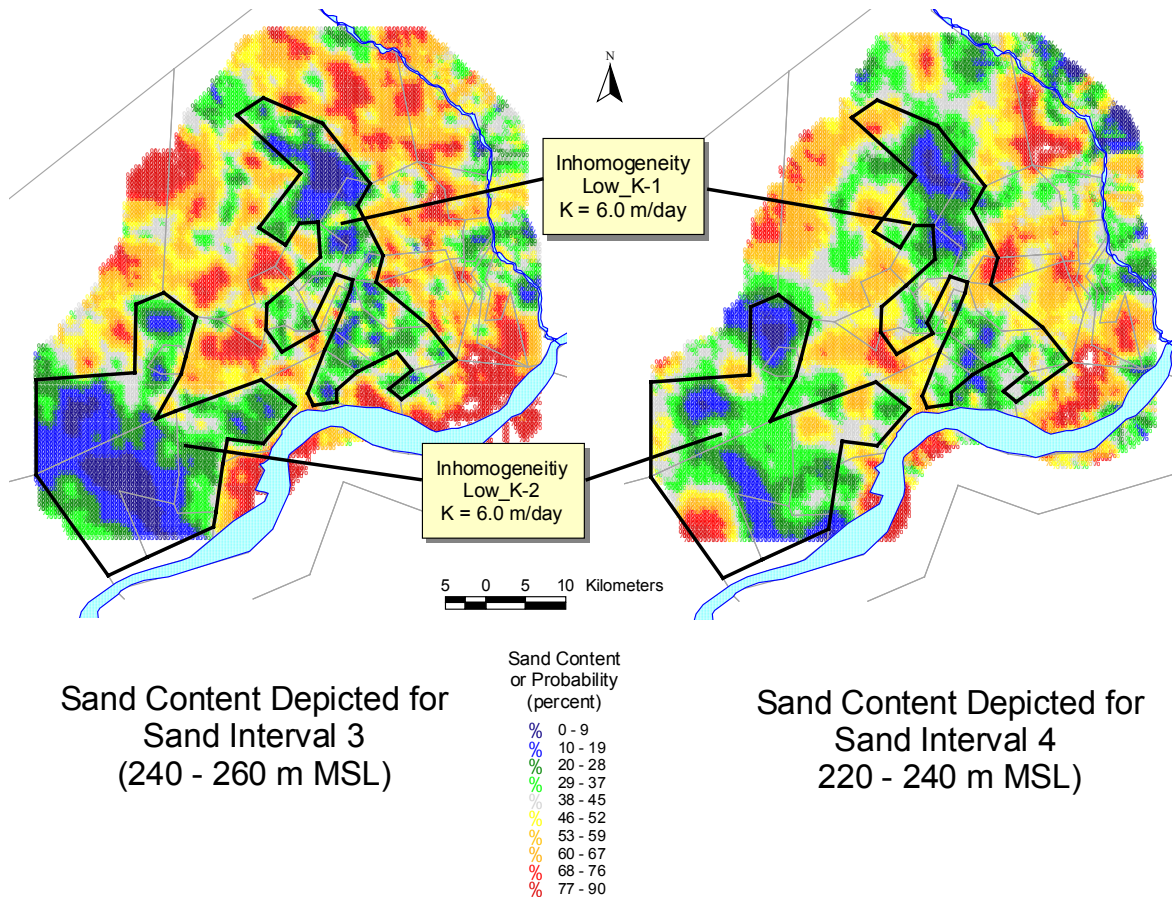 N
Inhomogeneity
Low_K-1
K = 6.0 m/day
Inhomogeneitiy
Low_K-2
K = 6.0 m/day
5 0 5 10 Kilometers
Sand Content Depicted for
Sand Interval 3
(240 - 260 m MSL)
Sand Content
or Probability
(percent)
% 0 - 9
% 10 - 19
% 20 - 28
% 29 - 37
% 38 - 45
% 46 - 52
% 53 - 59
% 60 - 67
% 68 - 76
% 77 - 90
Sand Content Depicted for
Sand Interval 4
220 - 240 m MSL)